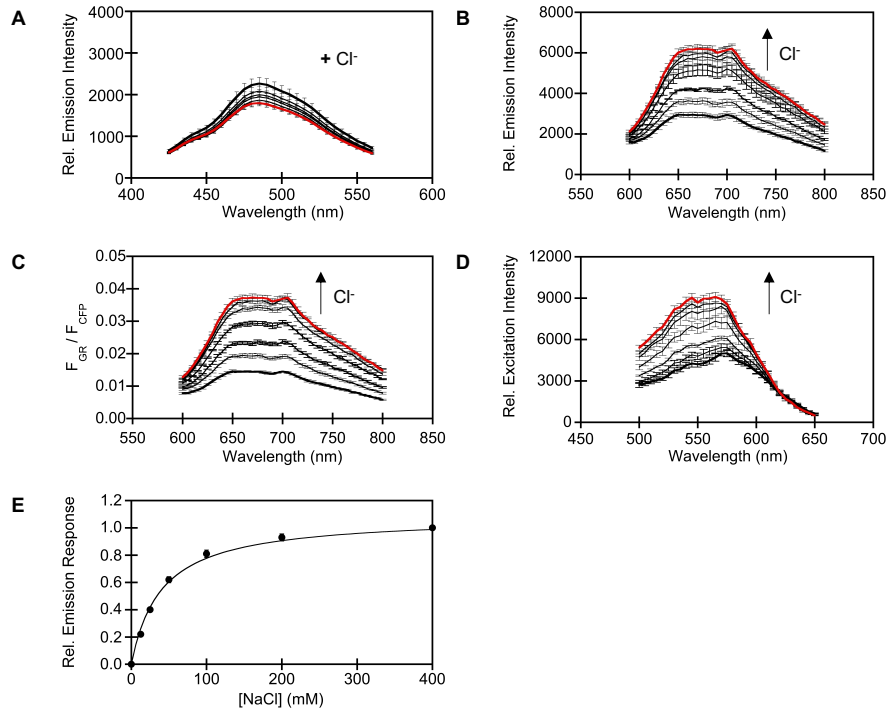 A
Rel. Emission Intensity
4000
3000
2000
1000
0
+ Cl-
400 450 500 550 600
Wavelength (nm)
B
Rel. Emission Intensity
8000
6000
4000
2000
0
Cl-
550 600 650 700 750 800 850
Wavelength (nm)
C
FGR / FCFP
0.05
0.04
0.03
0.02
0.01
0.00
Cl-
550 600 650 700 750 800 850
Wavelength (nm)
D
Rel. Excitation Intensity
12000
9000
6000
3000
0
Cl-
450 500 550 600 650 700
Wavelength (nm)
E
Rel. Emission Response
1.2
1.0
0.8
0.6
0.4
0.2
0.0
0 100 200 300 400
[NaCl] (mM)